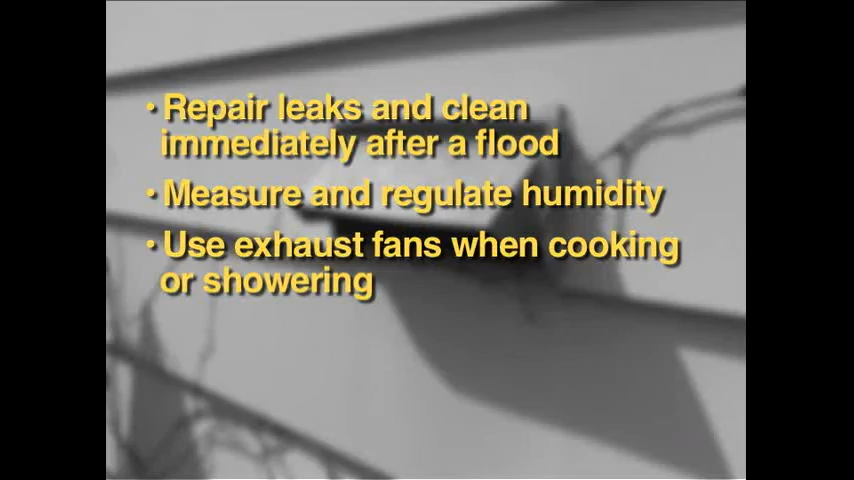 • Repair leaks and clean
immediately after a flood
• Measure and regulate humidity
• Use exhaust fans when cooking
or showering